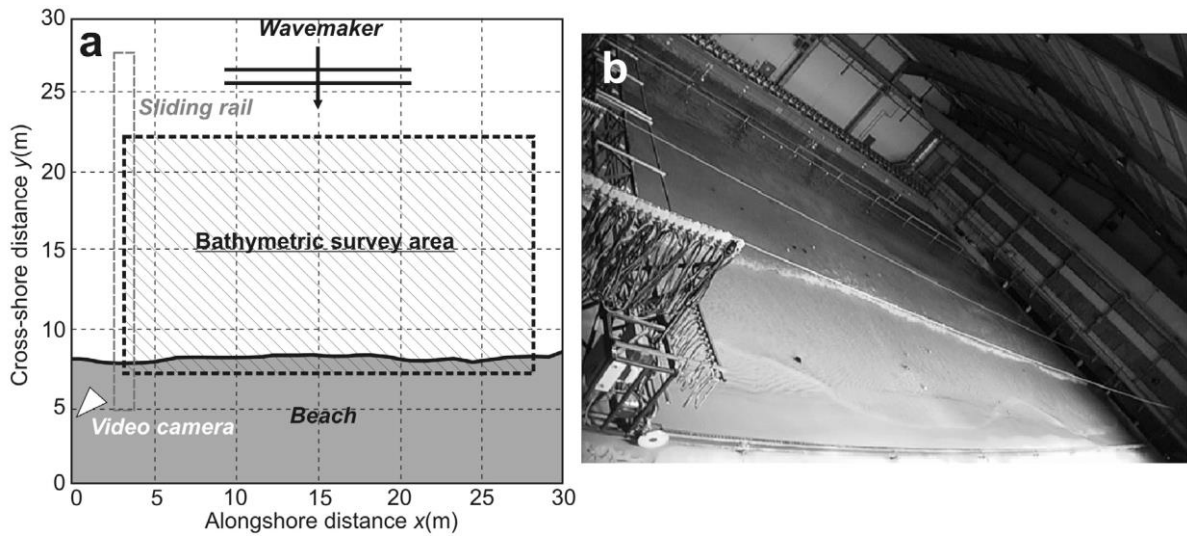 a
30
25
20
15
10
5
0
Cross-shore distance y(m)
Wavemaker
Sliding rail
Bathymetric survey area
Beach
Video camera
0 5 10 15 20 25 30
Alongshore distance x(m)
b